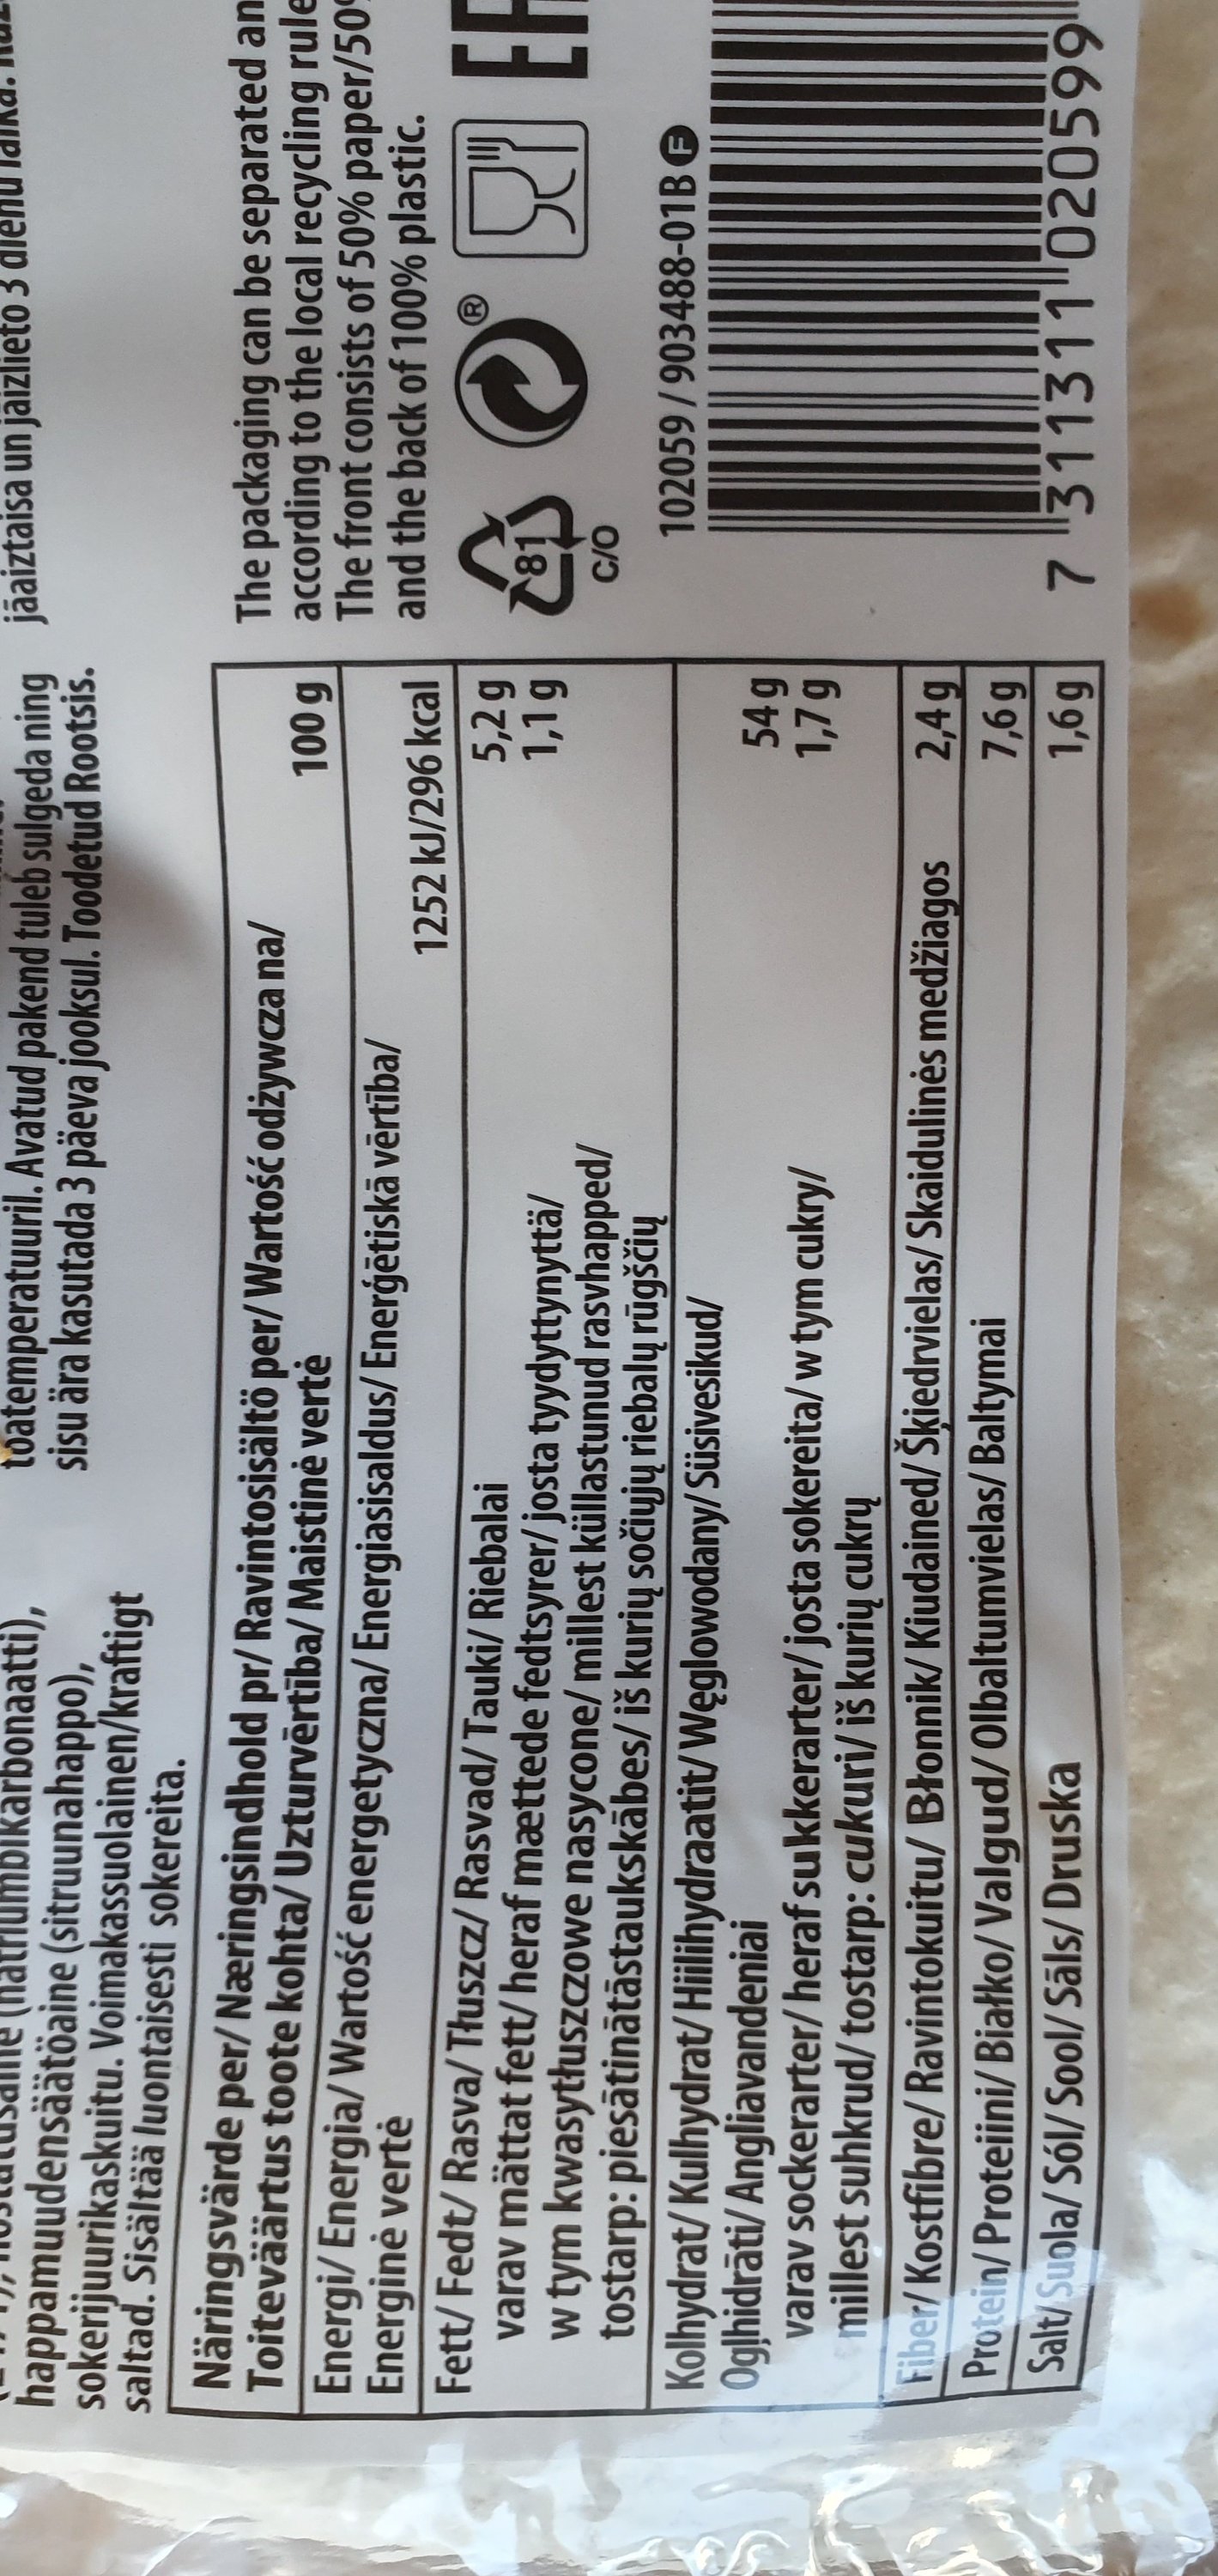 (natriumbikarbonaatti),
happamuudensäätöaine (sitruunahappo),
sokerijuurikaskuitu. Voimakassuolainen/kraftigt
saltad. Sisältää luontaisesti sokereita.
toatemperatuuril. Avatud pakend tuleb sulgeda ning
sisu ära kasutada 3 päeva jooksul. Toodetud Rootsis.
jāaiztaisa un jāizlieto 3 dienu laikā.
Näringsvärde per/ Næringsindhold pr/ Ravintosisältö per/ Wartość odżywcza na/
Toiteväärtus toote kohta/ Uzturvērtība/ Maistinė vertė 100 g
Energi/ Energia/ Wartość energetyczna/ Energiasisaldus/ Enerģētiskā vērtība/
Energinė vertė 1252 kJ/296 kcal
Fett/ Fedt/ Rasva/ Tłuszcz/ Rasvad/ Tauki/ Riebalai 5,2 g
varav mättat fett/ heraf mættede fedtsyrer/ josta tyydyttynyttä/ 1,1 g
w tym kwasytłuszczowe nasycone/ millest küllastunud rasvhapped/
tostarp: piesātinātāstaukskābes/ iš kurių sočiųjų riebalų rūgščių
Kolhydrat/ Kulhydrat/ Hiilihydraatit/ Węglowodany/ Süsivesikud/
Ogļhidrāti/ Angliavandeniai 54 g
varav sockerarter/ heraf sukkerarter/ josta sokereita/ w tym cukry/ 1,7 g
millest suhkrud/ tostarp: cukuri/ iš kurių cukrų
Fiber/ Kostfibre/ Ravintokuitu/ Błonnik/ Kiudained/ Šķiedrvielas/ Skaidulinės medžiagos 2,4 g
Protein/ Proteiini/ Białko/ Valgud/ Olbaltumvielas/ Baltymai 7,6 g
Salt/ Suola/ Sól/ Sool/ Sāls/ Druska 1,6 g
The packaging can be separated an
according to the local recycling rule
The front consists of 50% paper/50
and the back of 100% plastic.
®
81
C/O
102059 / 903488-01B F
7 311311 020599